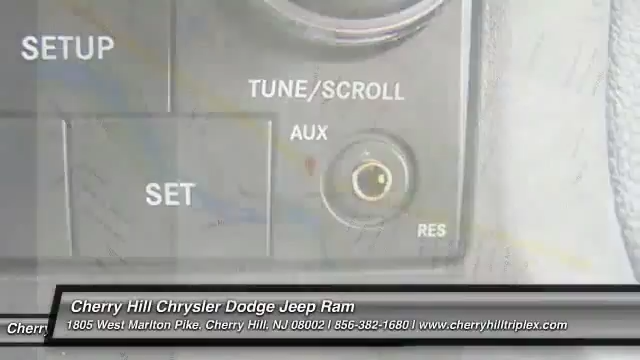 SETUP
TUNE/SCROLL
AUX
SET
RES
Cherry Hill Chrysler Dodge Jeep Ram
1805 West Marlton Pike, Cherry Hill, NJ 08002 | 856-382-1680 | www.cherryhilltriplex.com
Cherry